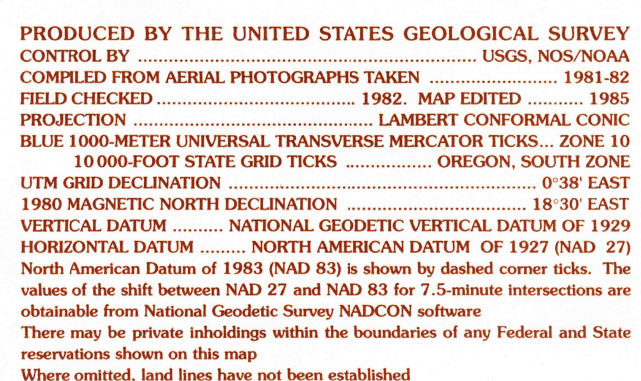 PRODUCED BY THE UNITED STATES GEOLOGICAL SURVEY
CONTROL BY ........................................................... USGS, NOS/NOAA
COMPILED FROM AERIAL PHOTOGRAPHS TAKEN ....................... 1981-82
FIELD CHECKED ................................... 1982. MAP EDITED ........... 1985
PROJECTION .............................................. LAMBERT CONFORMAL CONIC
BLUE 1000-METER UNIVERSAL TRANSVERSE MERCATOR TICKS... ZONE 10
10 000-FOOT STATE GRID TICKS ................ OREGON, SOUTH ZONE
UTM GRID DECLINATION ....................................................... 0°38' EAST
1980 MAGNETIC NORTH DECLINATION ................................ 18°30' EAST
VERTICAL DATUM .......... NATIONAL GEODETIC VERTICAL DATUM OF 1929
HORIZONTAL DATUM ......... NORTH AMERICAN DATUM OF 1927 (NAD 27)
North American Datum of 1983 (NAD 83) is shown by dashed corner ticks. The
values of the shift between NAD 27 and NAD 83 for 7.5-minute intersections are
obtainable from National Geodetic Survey NADCON software
There may be private inholdings within the boundaries of any Federal and State
reservations shown on this map
Where omitted, land lines have not been established